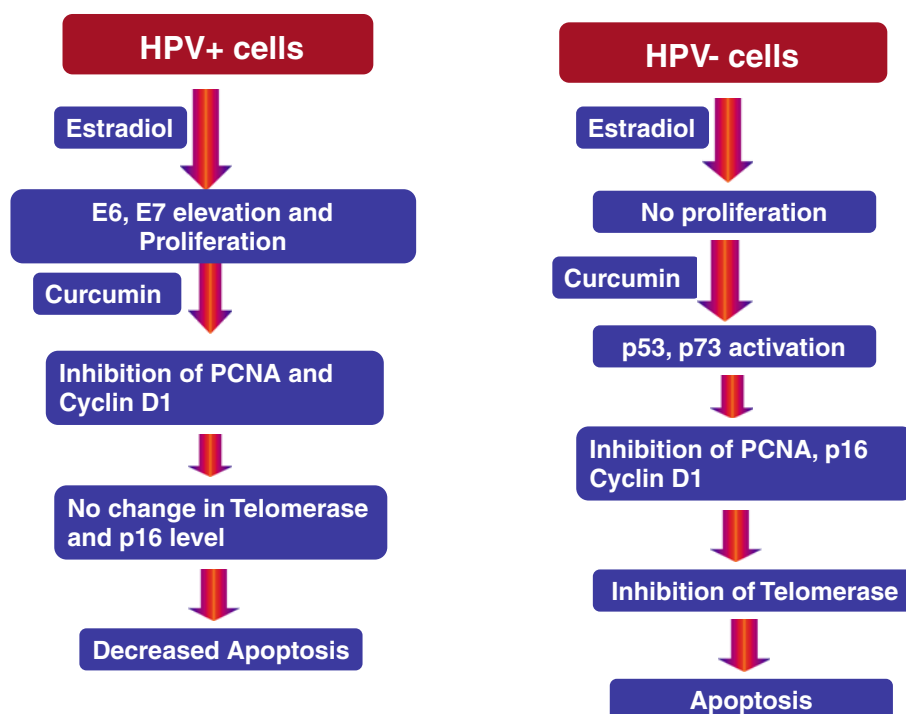 HPV+ cells
Estradiol
E6, E7 elevation and
Proliferation
Curcumin
Inhibition of PCNA and
Cyclin D1
No change in Telomerase
and p16 level
Decreased Apoptosis
HPV- cells
Estradiol
No proliferation
Curcumin
p53, p73 activation
Inhibition of PCNA, p16
Cyclin D1
Inhibition of Telomerase
Apoptosis